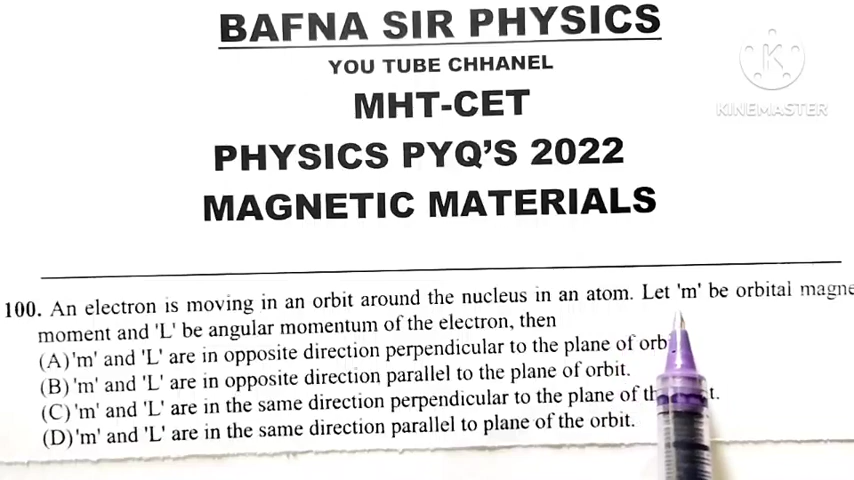 BAFNA SIR PHYSICS
YOU TUBE CHHANEL
MHT-CET
PHYSICS PYQ'S 2022
MAGNETIC MATERIALS
KINEMASTER
100. An electron is moving in an orbit around the nucleus in an atom. Let 'm' be orbital
moment and 'L' be angular momentum of the electron, then
(A) 'm' and 'L' are in opposite direction perpendicular to the plane of
(B) 'm' and 'L' are in opposite direction parallel to the plane of orbit.
(C) 'm' and 'L' are in the same direction perpendicular to the plane of
(D) 'm' and 'L' are in the same direction parallel to plane of the orbit.